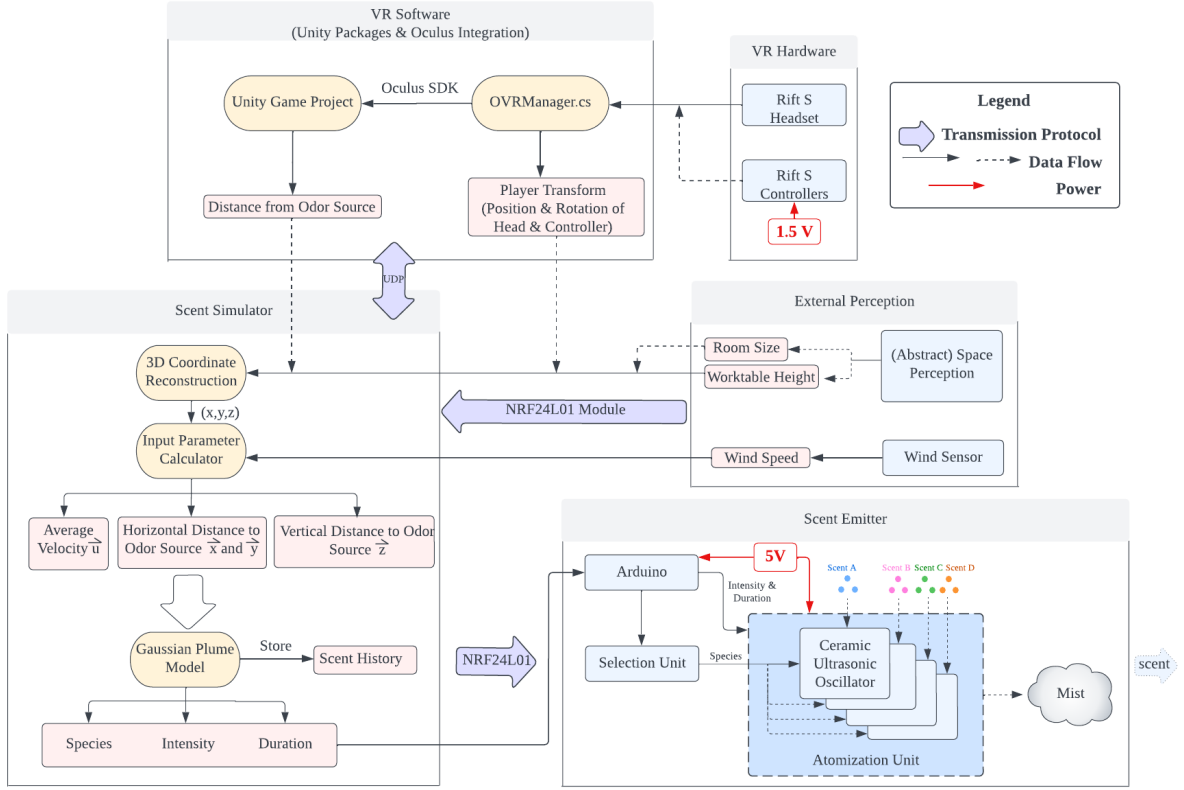 VR Software
(Unity Packages & Oculus Integration)
Unity Game Project
Oculus SDK
OVRManager.cs
Distance from Odor Source
Player Transform
(Position & Rotation of
Head & Controller)
VR Hardware
Rift S
Headset
Rift S
Controllers
1.5 V
Legend
Transmission Protocol
Data Flow
Power
UDP
Scent Simulator
3D Coordinate
Reconstruction
(x,y,z)
Input Parameter
Calculator
Average
Velocity u
Horizontal Distance to
Odor Source x and y
Vertical Distance to Odor
Source z
Gaussian Plume
Model
Store
Scent History
Species
Intensity
Duration
External Perception
Room Size
Worktable Height
(Abstract) Space
Perception
NRF24L01 Module
Wind Speed
Wind Sensor
NRF24L01
Scent Emitter
Arduino
5V
Intensity &
Duration
Selection Unit
Species
Scent A
Scent B
Scent C
Scent D
Ceramic
Ultrasonic
Oscillator
Atomization Unit
Mist
scent